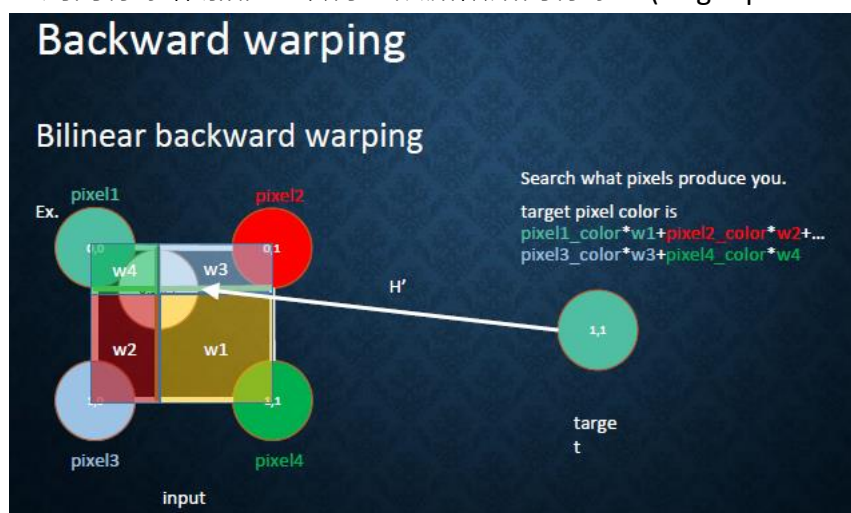 Backward warping
Bilinear backward warping
Search what pixels produce you.
pixel1
pixel2
Ex.
target pixel color is
pixel1_color*w1+pixel2_color*w2+...
pixel3_color*w3+pixel4_color*w4
0,0
0,1
w4
w3
H'
1,1
w2
w1
1,0
1,1
targe
t
pixel3
pixel4
input